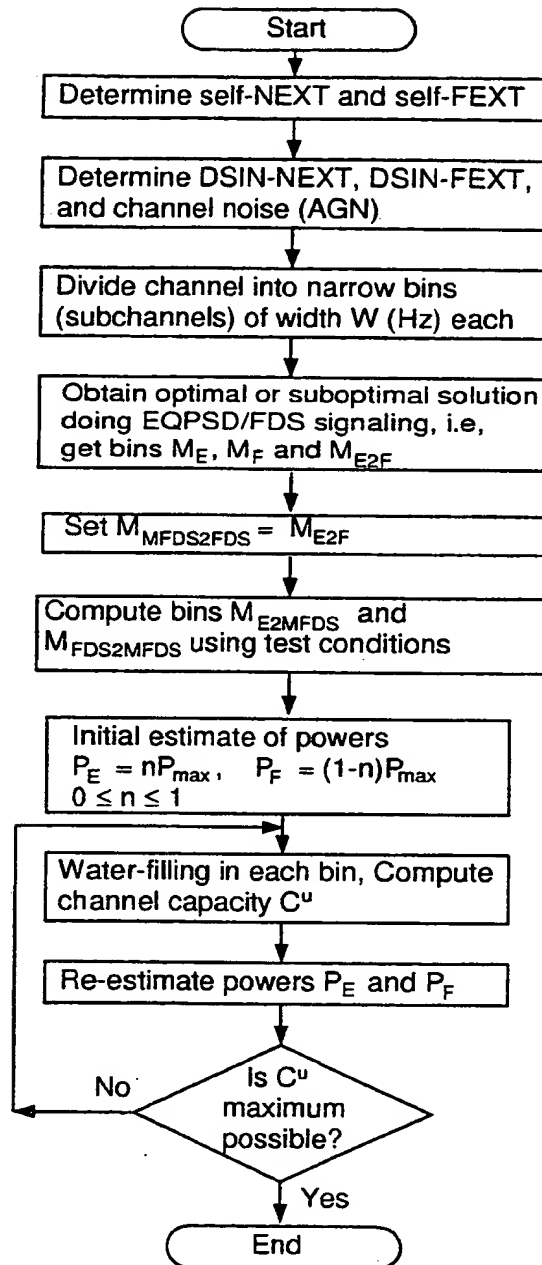 Start
Determine self-NEXT and self-FEXT
Determine DSIN-NEXT, DSIN-FEXT,
and channel noise (AGN)
Divide channel into narrow bins
(subchannels) of width W (Hz) each
Obtain optimal or suboptimal solution
doing EQPSD/FDS signaling, i.e,
get bins M_E, M_F and M_E2F
Set M_MFDS2FDS = M_E2F
Compute bins M_E2MFDS and
M_FDS2MFDS using test conditions
Initial estimate of powers
P_E = nP_max, P_F = (1-n)P_max
0 ≤ n ≤ 1
Water-filling in each bin, Compute
channel capacity C^u
Re-estimate powers P_E and P_F
No
Is C^u
maximum
possible?
Yes
End